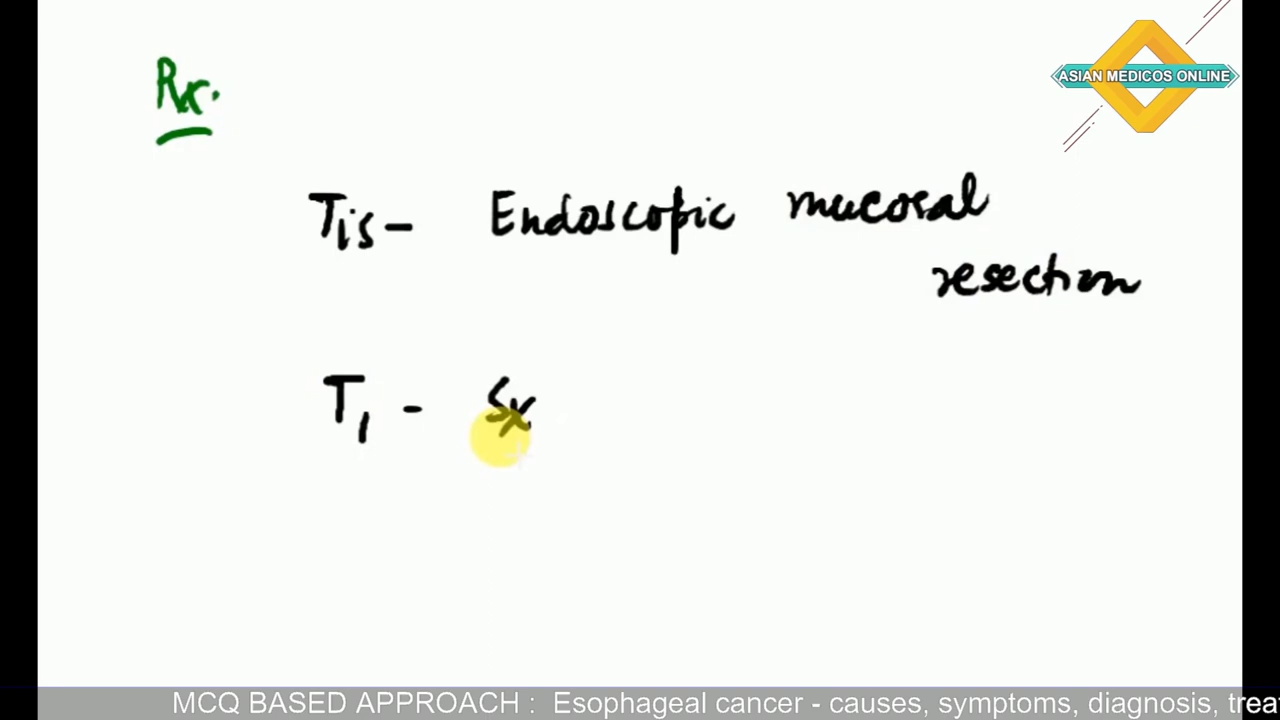 ASIAN MEDICOS ONLINE
Rx.
Tis - Endoscopic mucosal
resection
T1 - Sx
MCQ BASED APPROACH : Esophageal cancer - causes, symptoms, diagnosis, trea